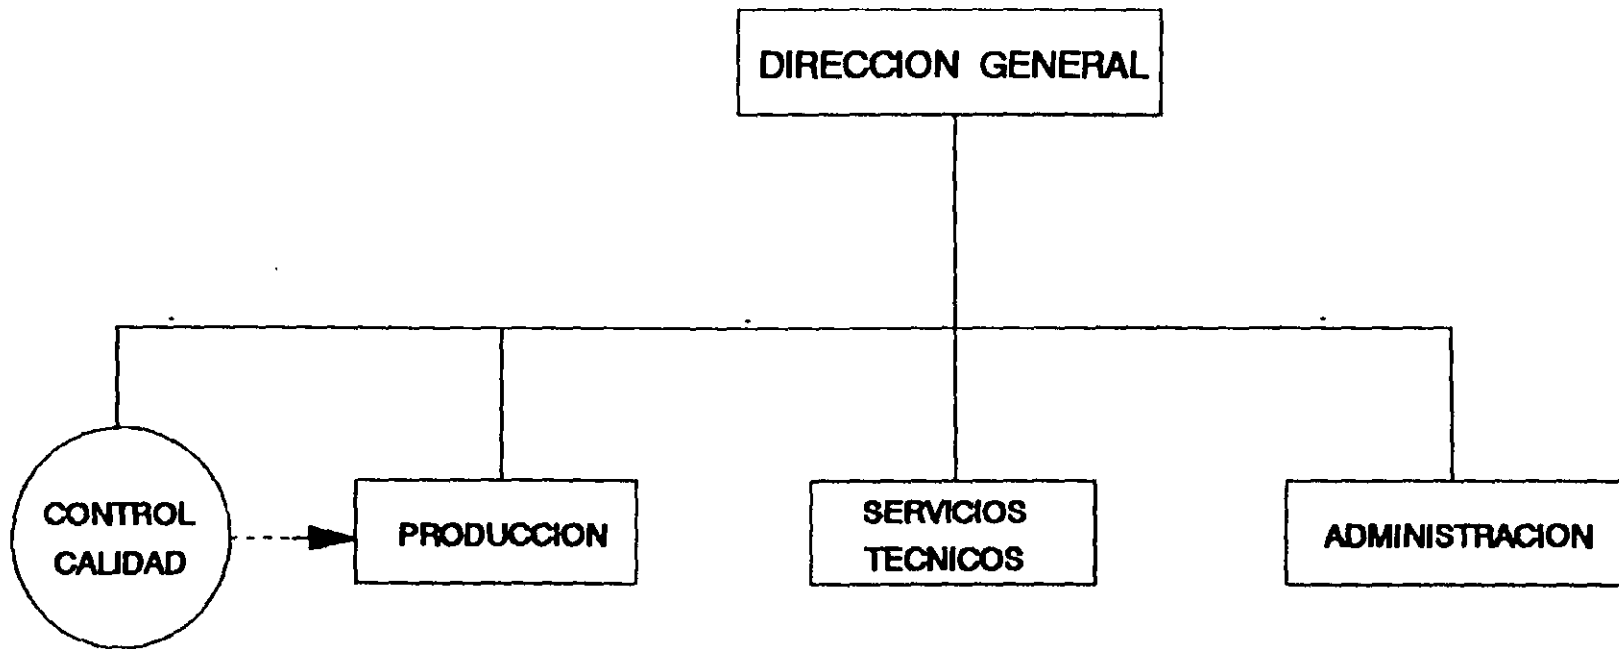 DIRECCION GENERAL
CONTROL
CALIDAD
PRODUCCION
SERVICIOS
TECNICOS
ADMINISTRACION